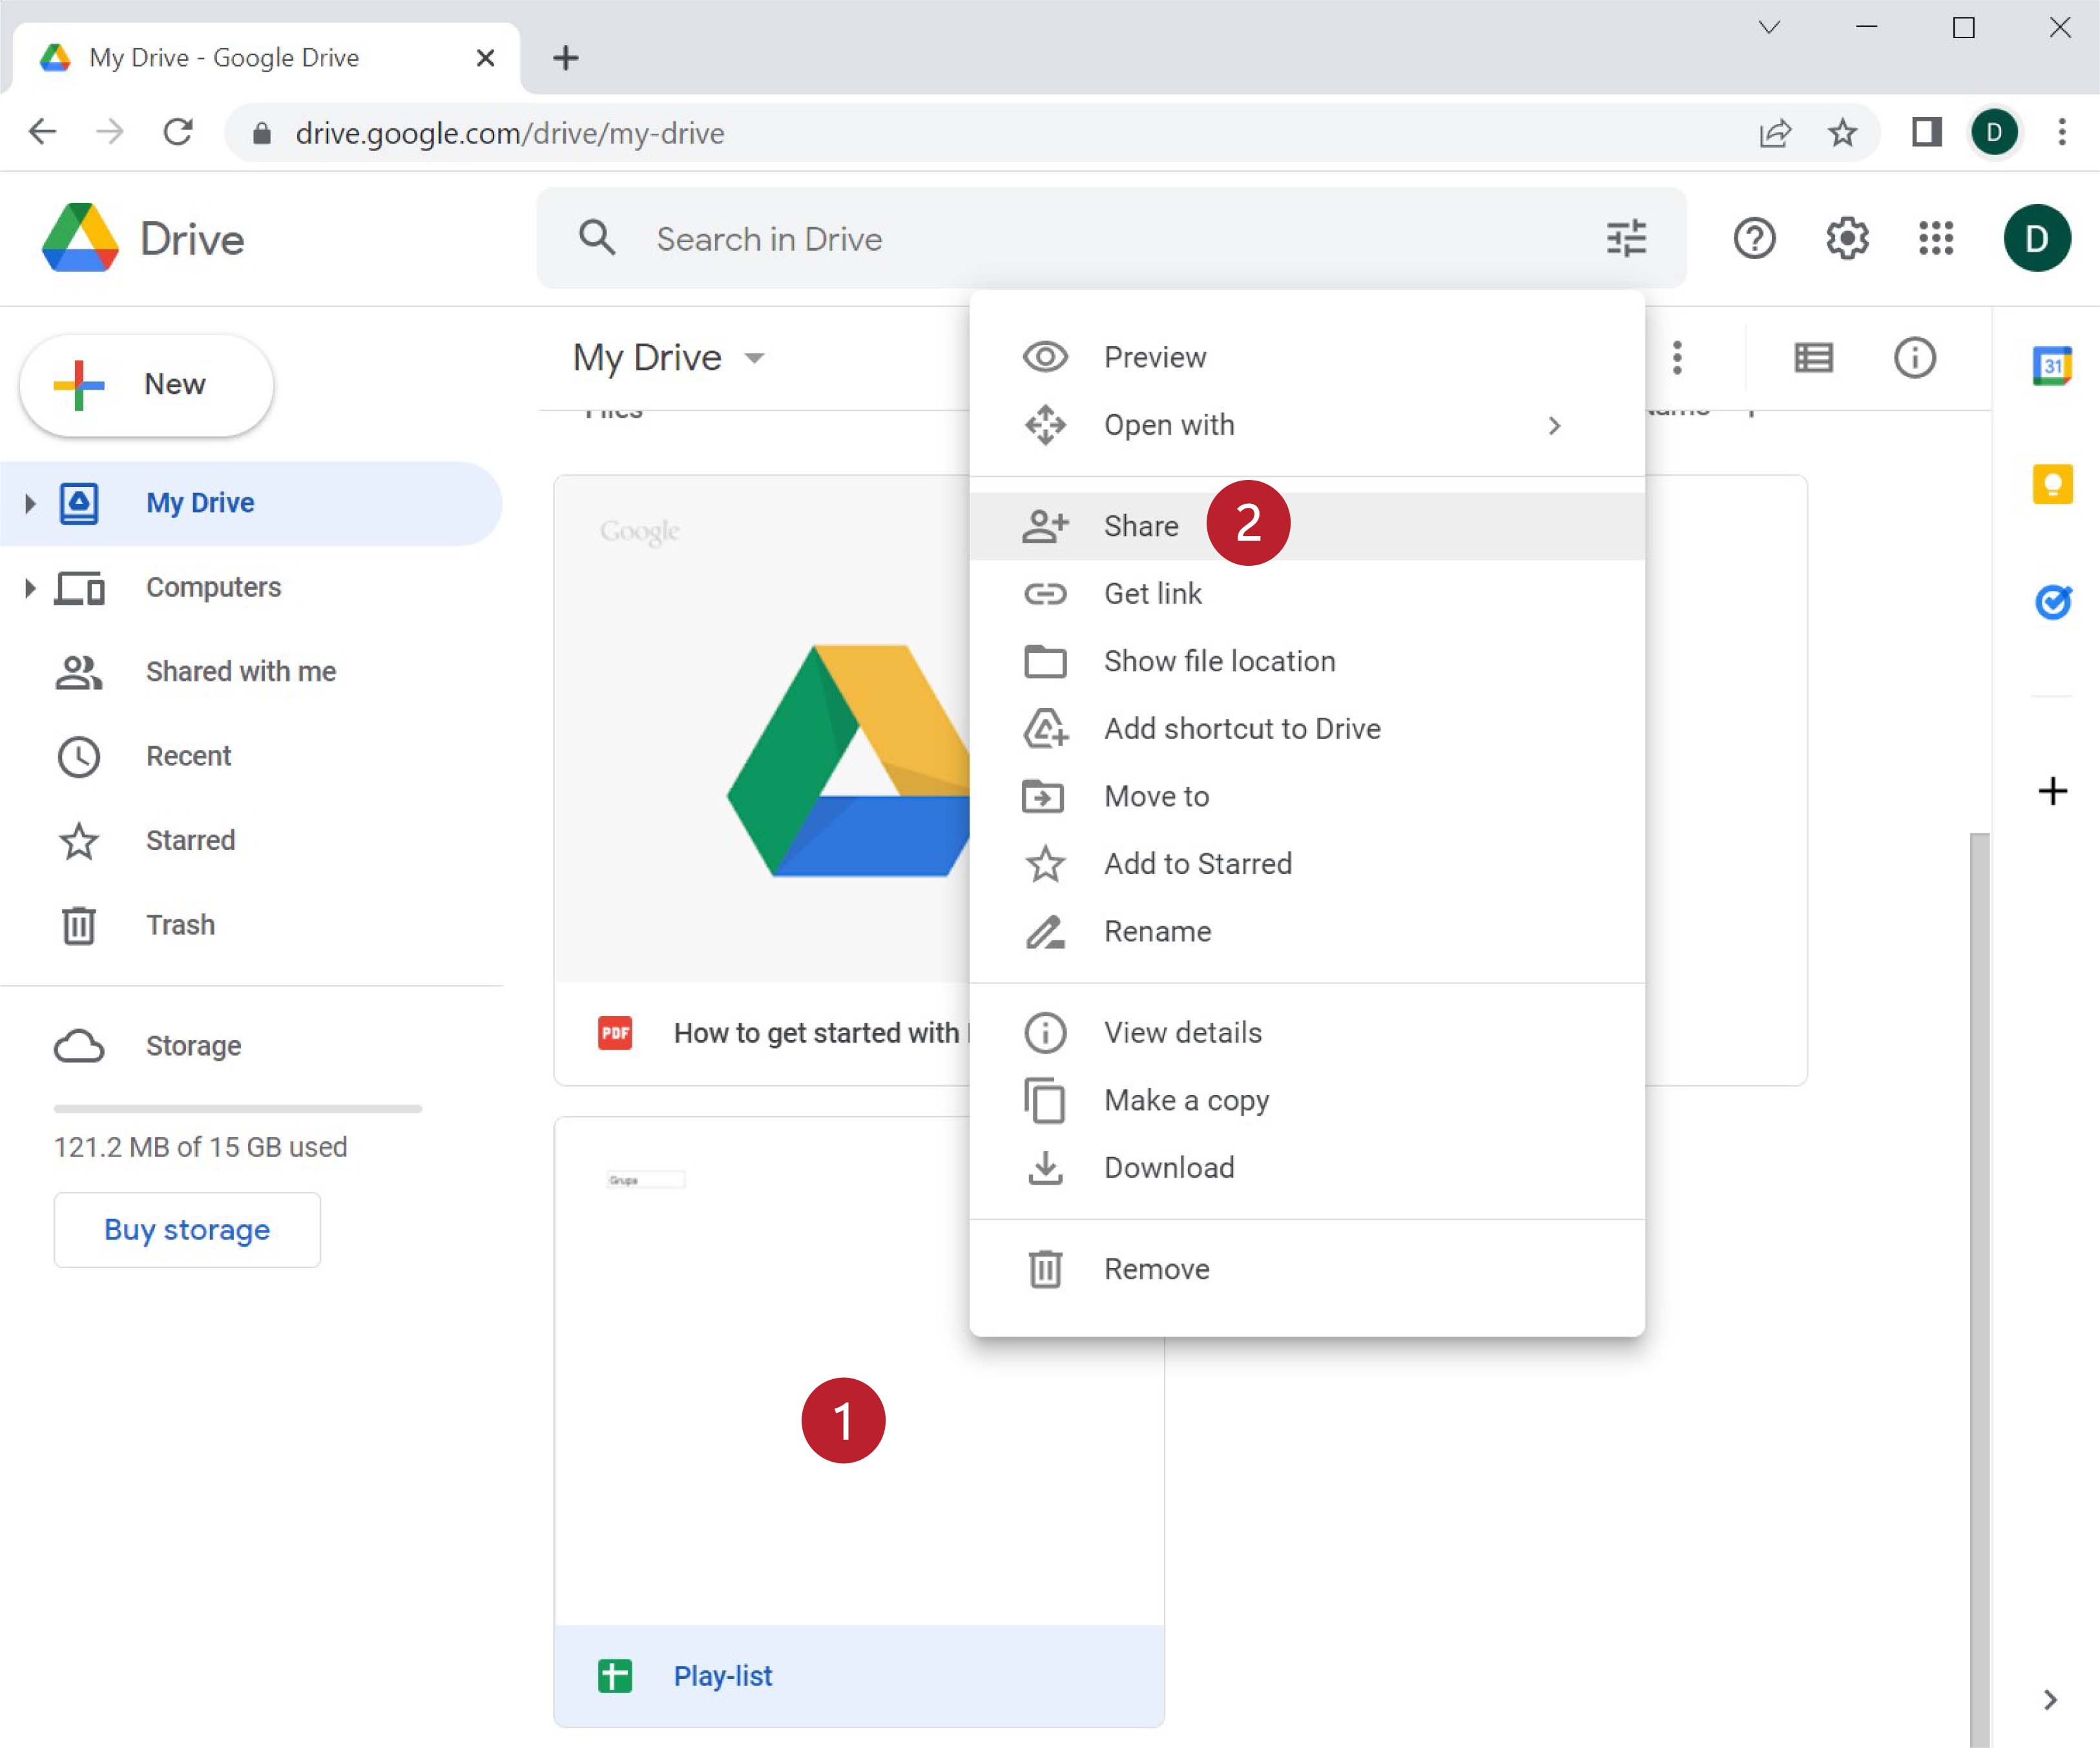 My Drive - Google Drive
drive.google.com/drive/my-drive
D
Drive
Search in Drive
D
New
My Drive
31
Files
Name
My Drive
Computers
Shared with me
Recent
Starred
Trash
Storage
121.2 MB of 15 GB used
Buy storage
Google
PDF
How to get started with
Grupa
1
Play-list
Preview
Open with
Share
2
Get link
Show file location
Add shortcut to Drive
Move to
Add to Starred
Rename
View details
Make a copy
Download
Remove